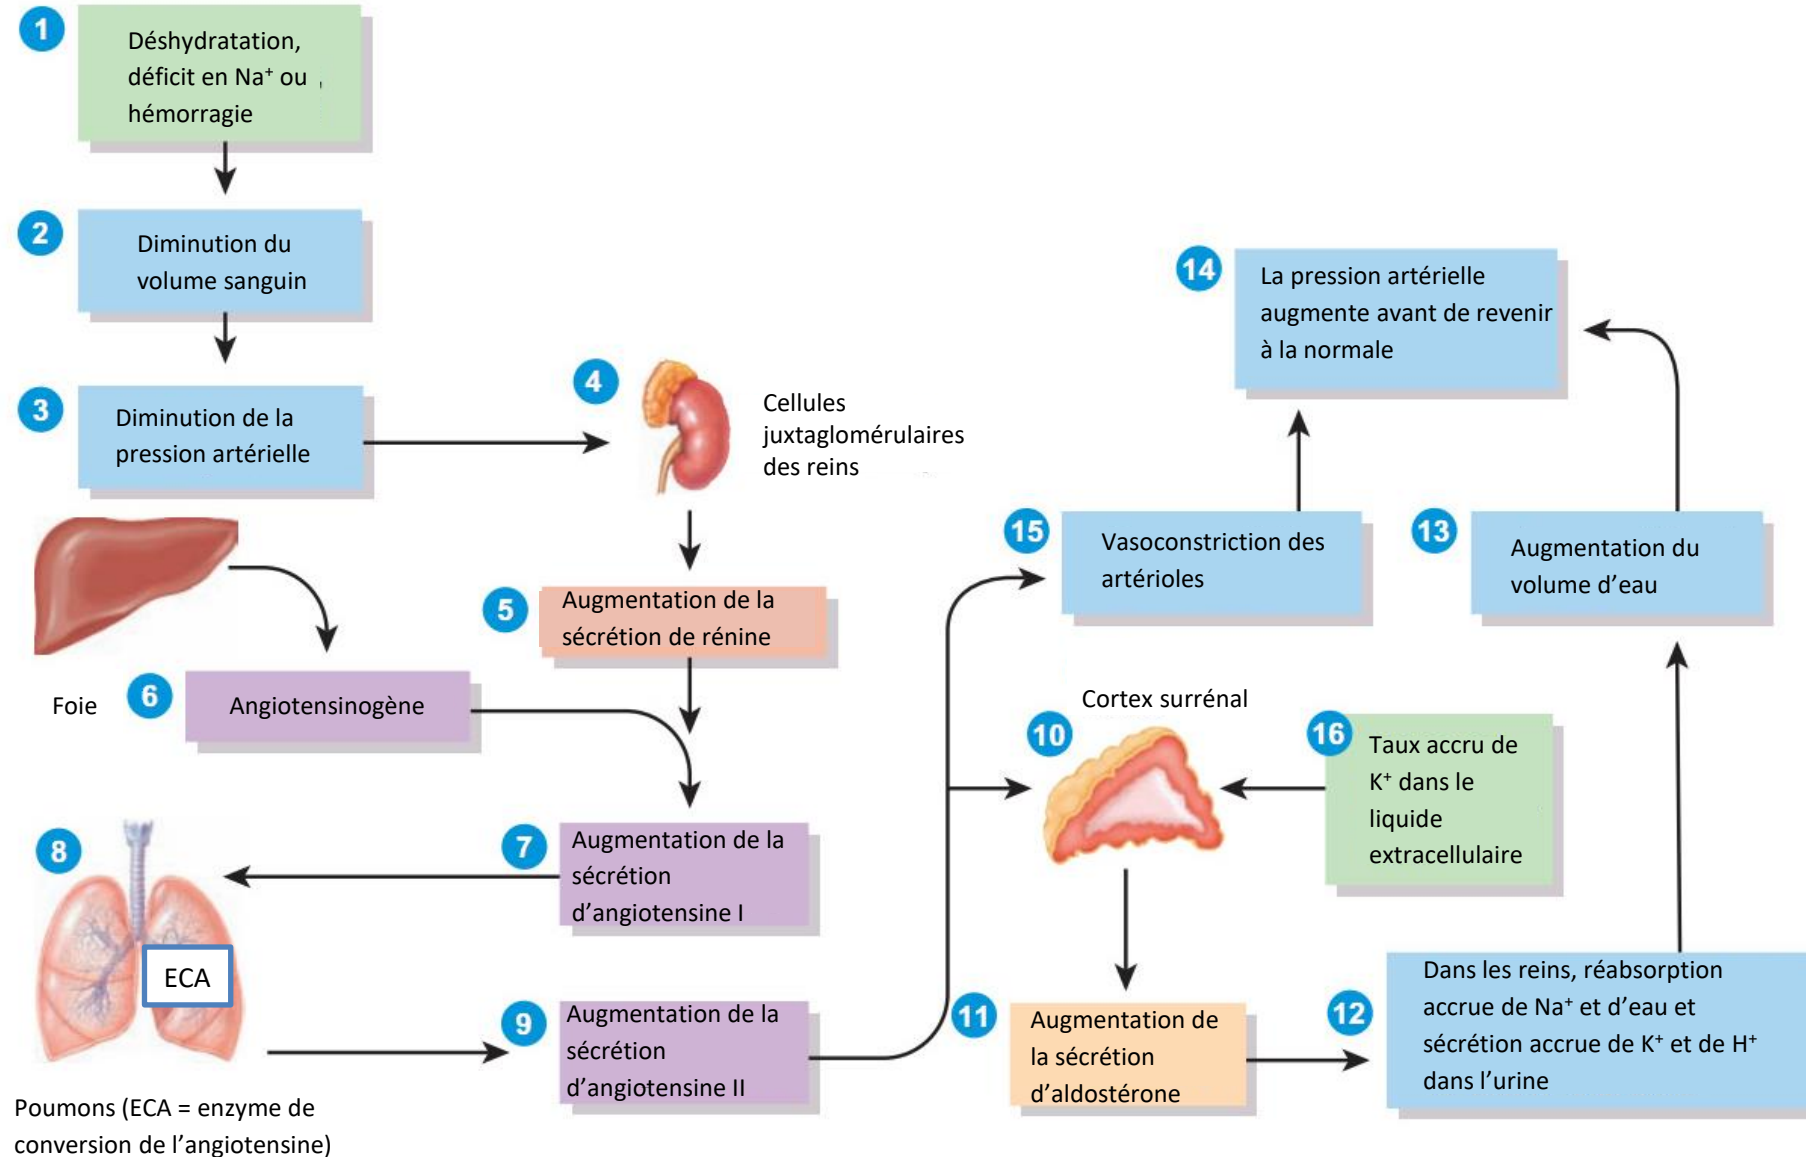 1
Déshydratation,
déficit en Na⁺ ou ,
hémorragie
2
Diminution du
volume sanguin
3
Diminution de la
pression artérielle
4
Cellules
juxtaglomérulaires
des reins
5
Augmentation de la
sécrétion de rénine
Foie
6
Angiotensinogène
7
Augmentation de la
sécrétion
d’angiotensine I
8
ECA
Poumons (ECA = enzyme de
conversion de l’angiotensine)
9
Augmentation de la
sécrétion
d’angiotensine II
Cortex surrénal
10
11
Augmentation de
la sécrétion
d’aldostérone
12
Dans les reins, réabsorption
accrue de Na⁺ et d’eau et
sécrétion accrue de K⁺ et de H⁺
dans l’urine
13
Augmentation du
volume d’eau
14
La pression artérielle
augmente avant de revenir
à la normale
15
Vasoconstriction des
artérioles
16
Taux accru de
K⁺ dans le
liquide
extracellulaire